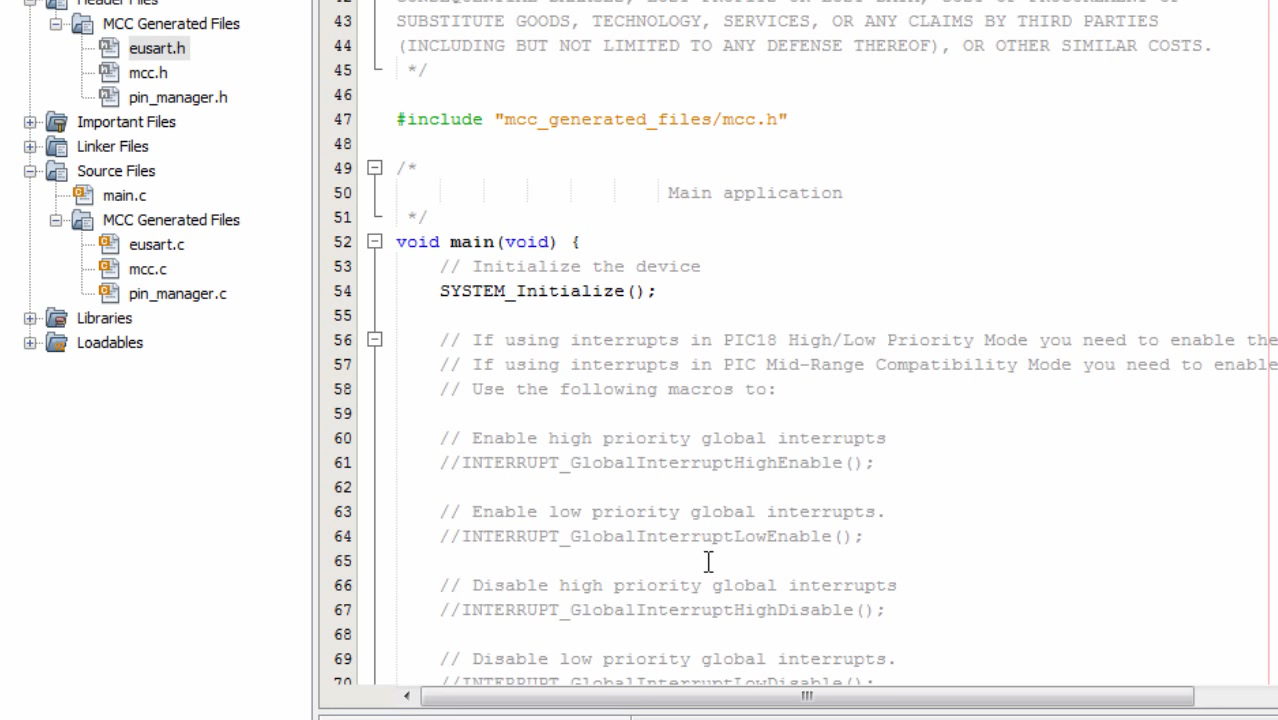 Header Files
MCC Generated Files
eusart.h
mcc.h
pin_manager.h
Important Files
Linker Files
Source Files
main.c
MCC Generated Files
eusart.c
mcc.c
pin_manager.c
Libraries
Loadables
43 SUBSTITUTE GOODS, TECHNOLOGY, SERVICES, OR ANY CLAIMS BY THIRD PARTIES
44 (INCLUDING BUT NOT LIMITED TO ANY DEFENSE THEREOF), OR OTHER SIMILAR COSTS.
45 */
46
47 #include "mcc_generated_files/mcc.h"
48
49 /*
50 Main application
51 */
52 void main(void) {
53 // Initialize the device
54 SYSTEM_Initialize();
55
56 // If using interrupts in PIC18 High/Low Priority Mode you need to enable the
57 // If using interrupts in PIC Mid-Range Compatibility Mode you need to enable
58 // Use the following macros to:
59
60 // Enable high priority global interrupts
61 //INTERRUPT_GlobalInterruptHighEnable();
62
63 // Enable low priority global interrupts.
64 //INTERRUPT_GlobalInterruptLowEnable();
65
66 // Disable high priority global interrupts
67 //INTERRUPT_GlobalInterruptHighDisable();
68
69 // Disable low priority global interrupts.
70 //INTERRUPT_GlobalInterruptLowDisable();